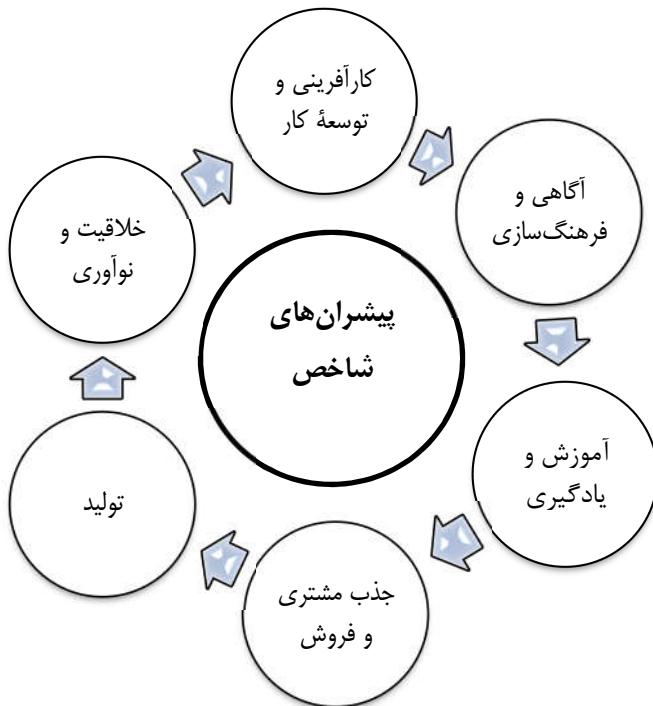 کارآفرینی و
توسعهٔ کار
آگاهی و
فرهنگ‌سازی
خلاقیت و
نوآوری
پیشران‌های
شاخص
آموزش و
یادگیری
تولید
جذب مشتری
و فروش